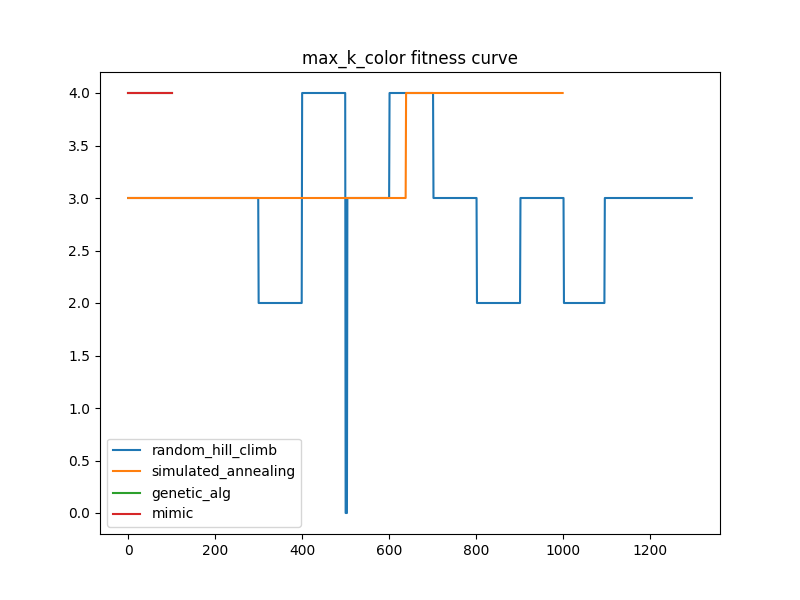 max_k_color fitness curve
4.0
3.5
3.0
2.5
2.0
1.5
1.0
0.5
0.0
random_hill_climb
simulated_annealing
genetic_alg
mimic
0 200 400 600 800 1000 1200